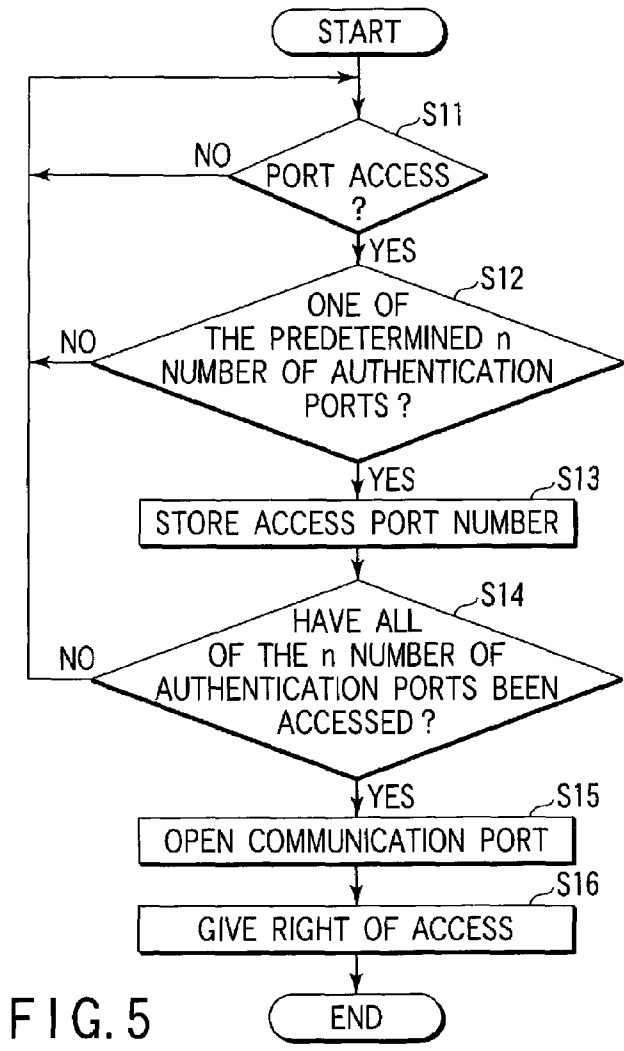 START
S11
NO
PORT ACCESS
?
YES
S12
ONE OF
NO
THE PREDETERMINED n
NUMBER OF AUTHENTICATION
PORTS ?
YES
S13
STORE ACCESS PORT NUMBER
S14
HAVE ALL
NO
OF THE n NUMBER OF
AUTHENTICATION PORTS BEEN
ACCESSED ?
YES
S15
OPEN COMMUNICATION PORT
S16
GIVE RIGHT OF ACCESS
END
FIG. 5